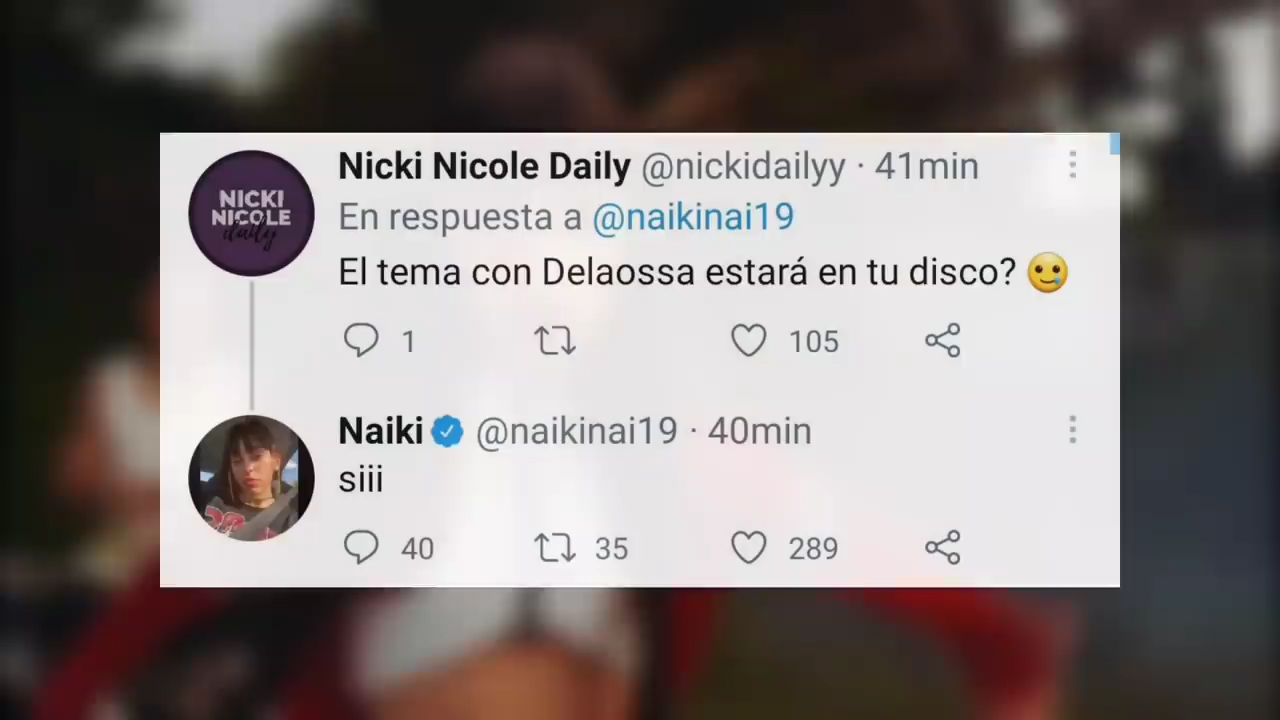 NICKI
NICOLE
daily
Nicki Nicole Daily @nickidailyy · 41min
En respuesta a @naikinai19
El tema con Delaossa estará en tu disco? 🥲
1 105
Naiki @naikinai19 · 40min
siii
40 35 289